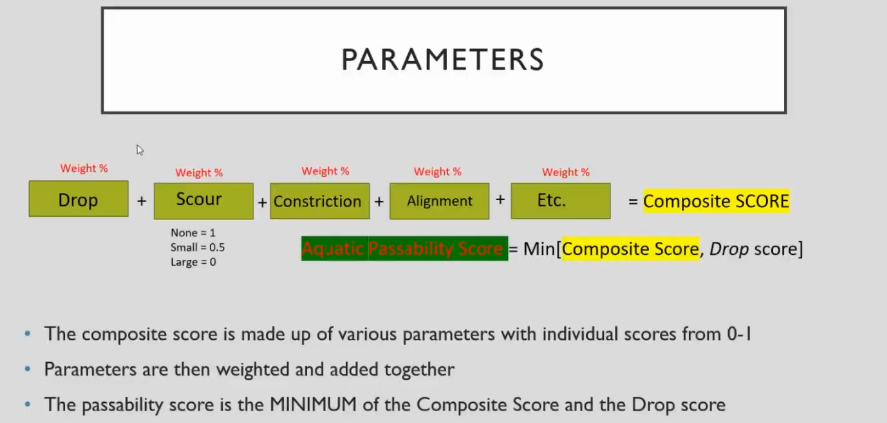 PARAMETERS
Weight % Weight % Weight % Weight % Weight %
Drop + Scour + Constriction + Alignment + Etc. = Composite SCORE
None = 1
Small = 0.5
Large = 0
Aquatic Passability Score = Min[Composite Score, Drop score]
• The composite score is made up of various parameters with individual scores from 0-1
• Parameters are then weighted and added together
• The passability score is the MINIMUM of the Composite Score and the Drop score